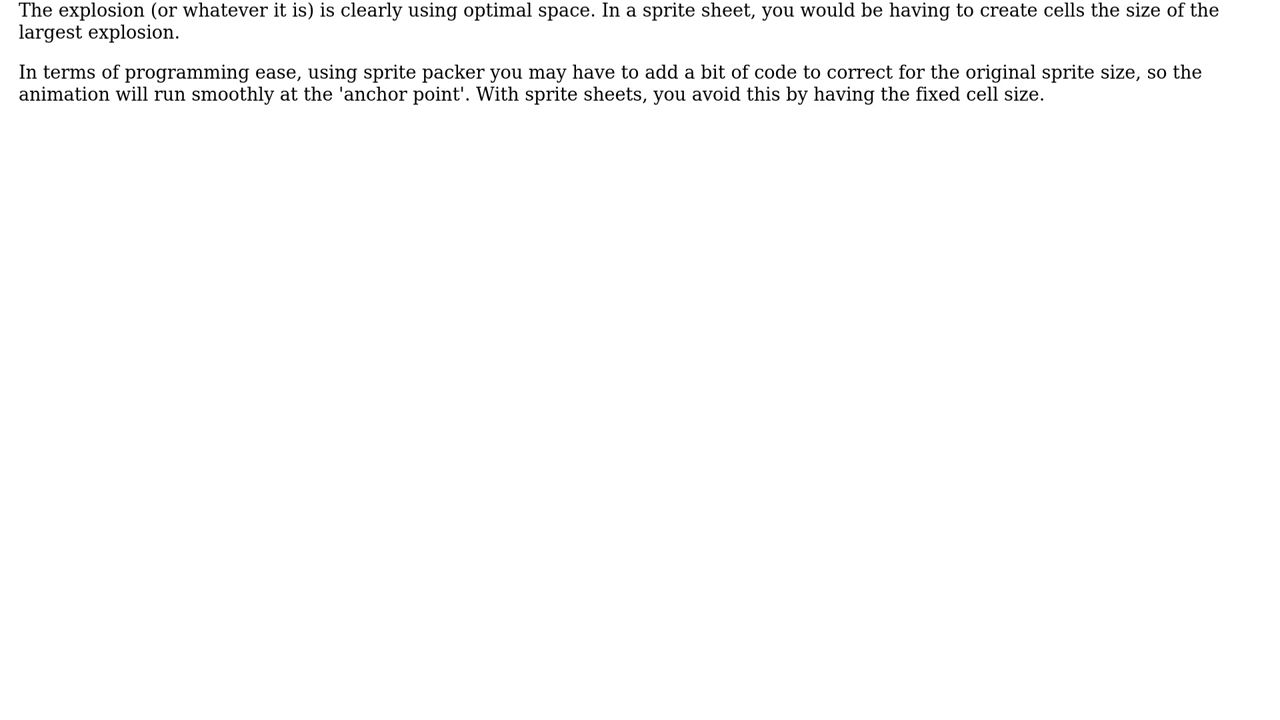 The explosion (or whatever it is) is clearly using optimal space. In a sprite sheet, you would be having to create cells the size of the
largest explosion.
In terms of programming ease, using sprite packer you may have to add a bit of code to correct for the original sprite size, so the
animation will run smoothly at the 'anchor point'. With sprite sheets, you avoid this by having the fixed cell size.